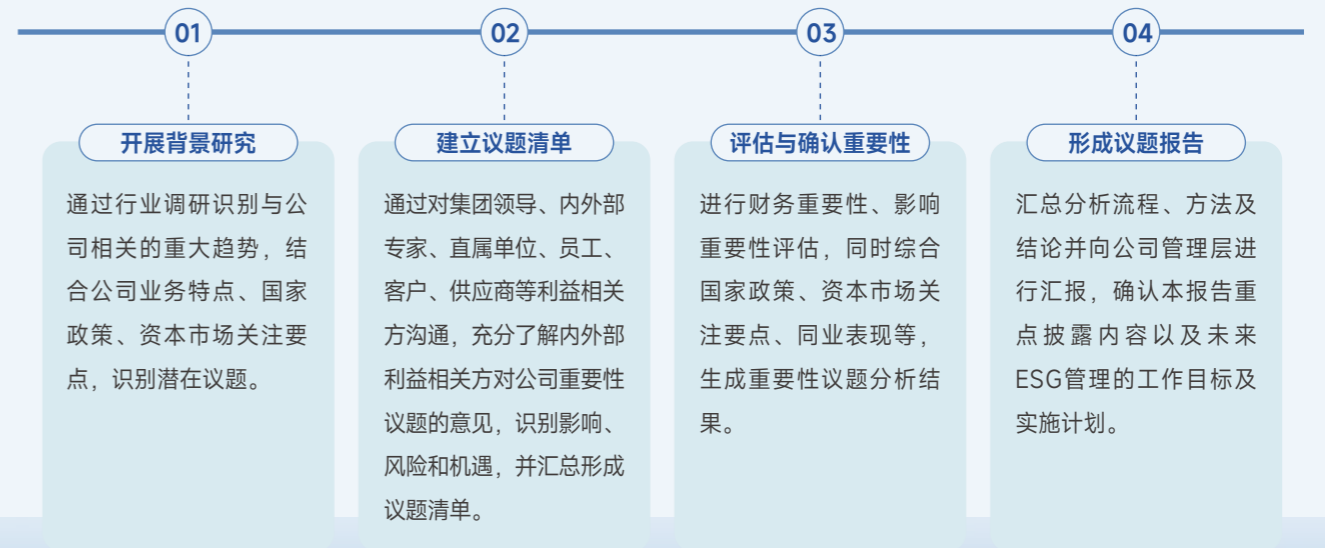 01
开展背景研究
通过行业调研识别与公
司相关的重大趋势，结
合公司业务特点、国家
政策、资本市场关注要
点，识别潜在议题。
02
建立议题清单
通过对集团领导、内外部
专家、直属单位、员工、
客户、供应商等利益相关
方沟通，充分了解内外部
利益相关方对公司重要性
议题的意见，识别影响、
风险和机遇，并汇总形成
议题清单。
03
评估与确认重要性
进行财务重要性、影响
重要性评估，同时综合
国家政策、资本市场关
注要点、同业表现等，
生成重要性议题分析结
果。
04
形成议题报告
汇总分析流程、方法及
结论并向公司管理层进
行汇报，确认本报告重
点披露内容以及未来
ESG管理的工作目标及
实施计划。